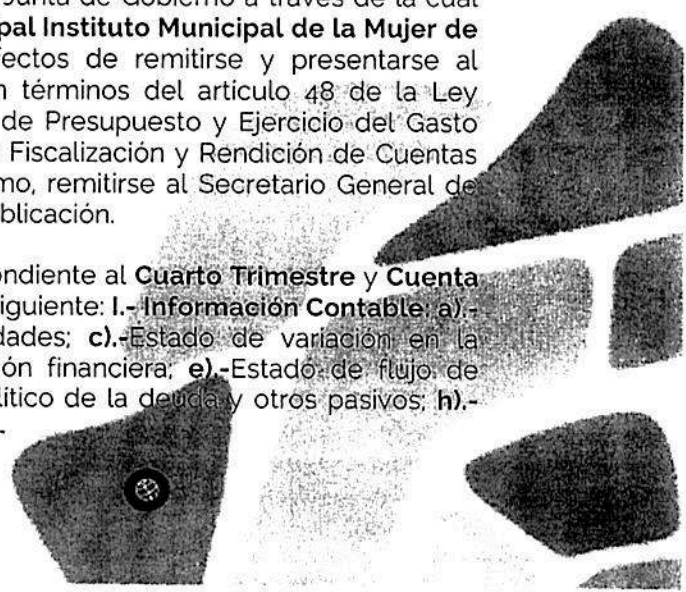 Junta de Gobierno a través de la cual
pal Instituto Municipal de la Mujer de
fectos de remitirse y presentarse al
n términos del artículo 48 de la Ley
de Presupuesto y Ejercicio del Gasto
Fiscalización y Rendición de Cuentas
mo, remitirse al Secretario General de
blicación.
ondiente al Cuarto Trimestre y Cuenta
siguiente: I.- Información Contable; a).-
dades; c).-Estado de variación en la
ión financiera; e).-Estado de flujo de
lítico de la deuda y otros pasivos; h).-
-